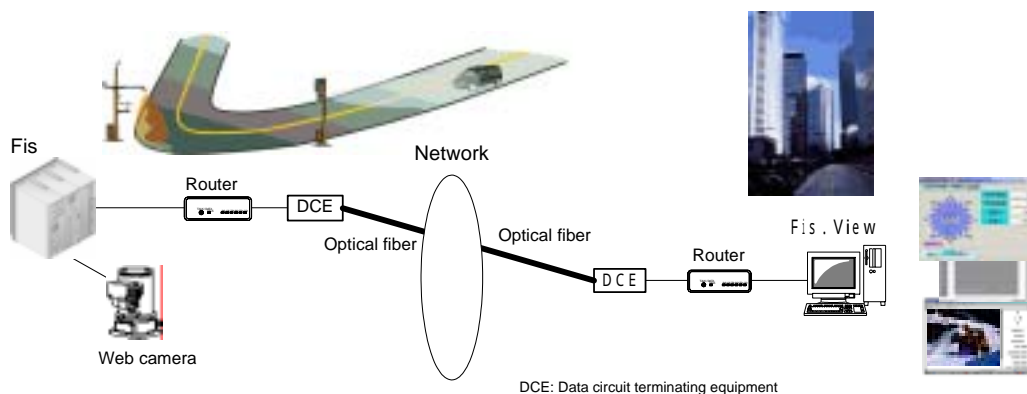 Fis
Router
DCE
Network
Optical fiber
Optical fiber
Fis.View
DCE
Router
Web camera
DCE: Data circuit terminating equipment